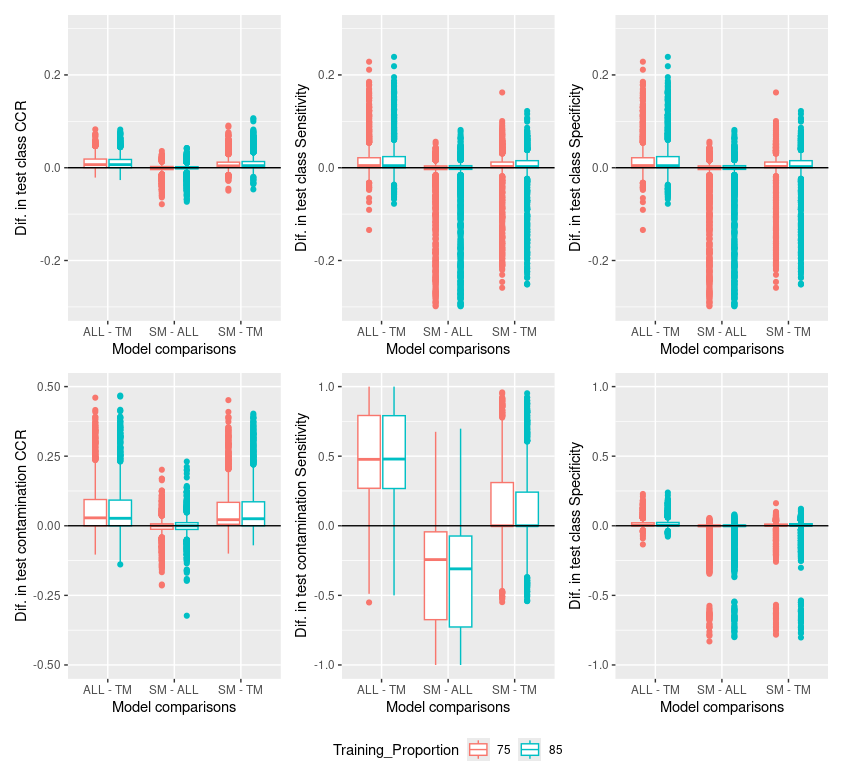 Dif. in test class CCR
0.2
0.0
-0.2
ALL - TM SM - ALL SM - TM
Model comparisons
Dif. in test class Sensitivity
0.2
0.0
-0.2
ALL - TM SM - ALL SM - TM
Model comparisons
Dif. in test class Specificity
0.2
0.0
-0.2
ALL - TM SM - ALL SM - TM
Model comparisons
Dif. in test contamination CCR
0.50
0.25
0.00
-0.25
-0.50
ALL - TM SM - ALL SM - TM
Model comparisons
Dif. in test contamination Sensitivity
1.0
0.5
0.0
-0.5
-1.0
ALL - TM SM - ALL SM - TM
Model comparisons
Dif. in test class Specificity
1.0
0.5
0.0
-0.5
-1.0
ALL - TM SM - ALL SM - TM
Model comparisons
Training_Proportion 75 85